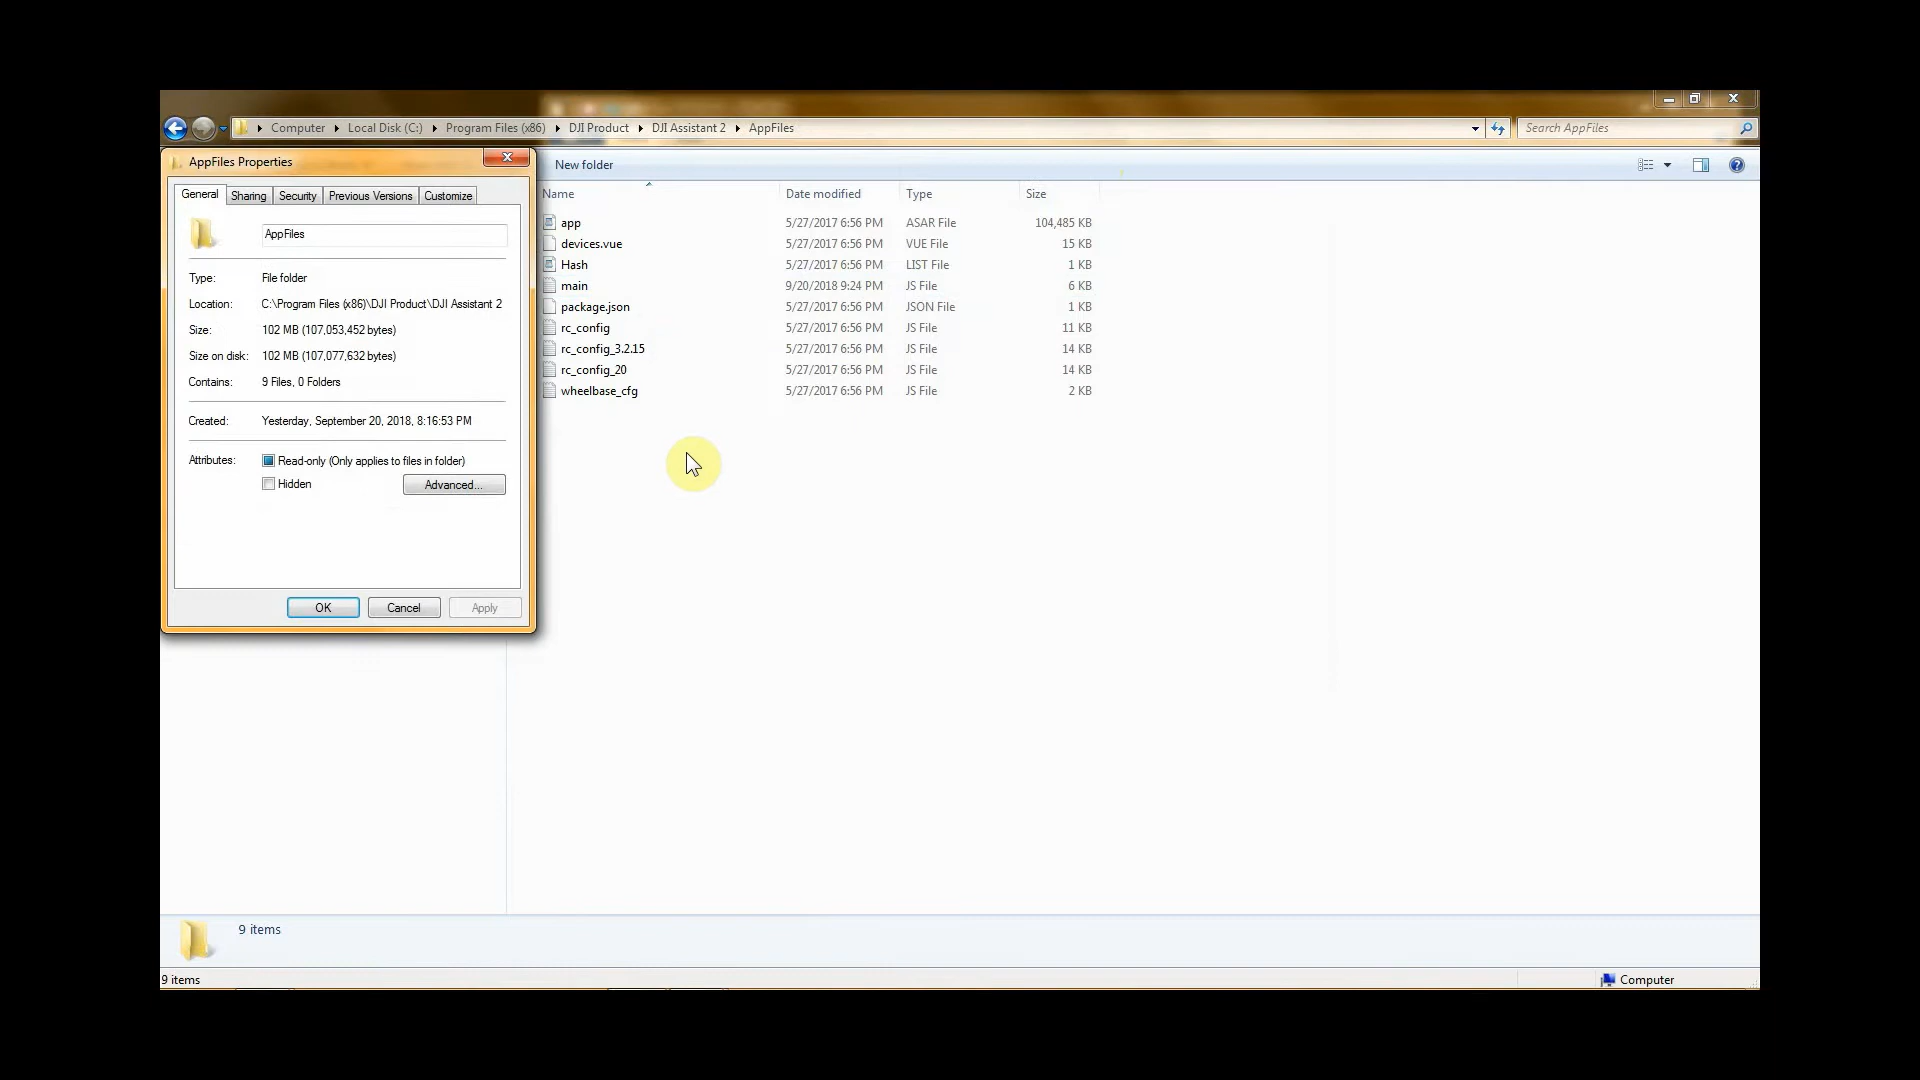 Computer Local Disk (C:) Program Files (x86) DJI Product DJI Assistant 2 AppFiles Search AppFiles
AppFiles Properties
General Sharing Security Previous Versions Customize
AppFiles
Type: File folder
Location: C:\Program Files (x86)\DJI Product\DJI Assistant 2
Size: 102 MB (107,053,452 bytes)
Size on disk: 102 MB (107,077,632 bytes)
Contains: 9 Files, 0 Folders
Created: Yesterday, September 20, 2018, 8:16:53 PM
Attributes: Read-only (Only applies to files in folder)
Hidden Advanced...
OK Cancel Apply
New folder
Name Date modified Type Size
app 5/27/2017 6:56 PM ASAR File 104,485 KB
devices.vue 5/27/2017 6:56 PM VUE File 15 KB
Hash 5/27/2017 6:56 PM LIST File 1 KB
main 9/20/2018 9:24 PM JS File 6 KB
package.json 5/27/2017 6:56 PM JSON File 1 KB
rc_config 5/27/2017 6:56 PM JS File 11 KB
rc_config_3.2.15 5/27/2017 6:56 PM JS File 14 KB
rc_config_20 5/27/2017 6:56 PM JS File 14 KB
wheelbase_cfg 5/27/2017 6:56 PM JS File 2 KB
9 items
9 items Computer